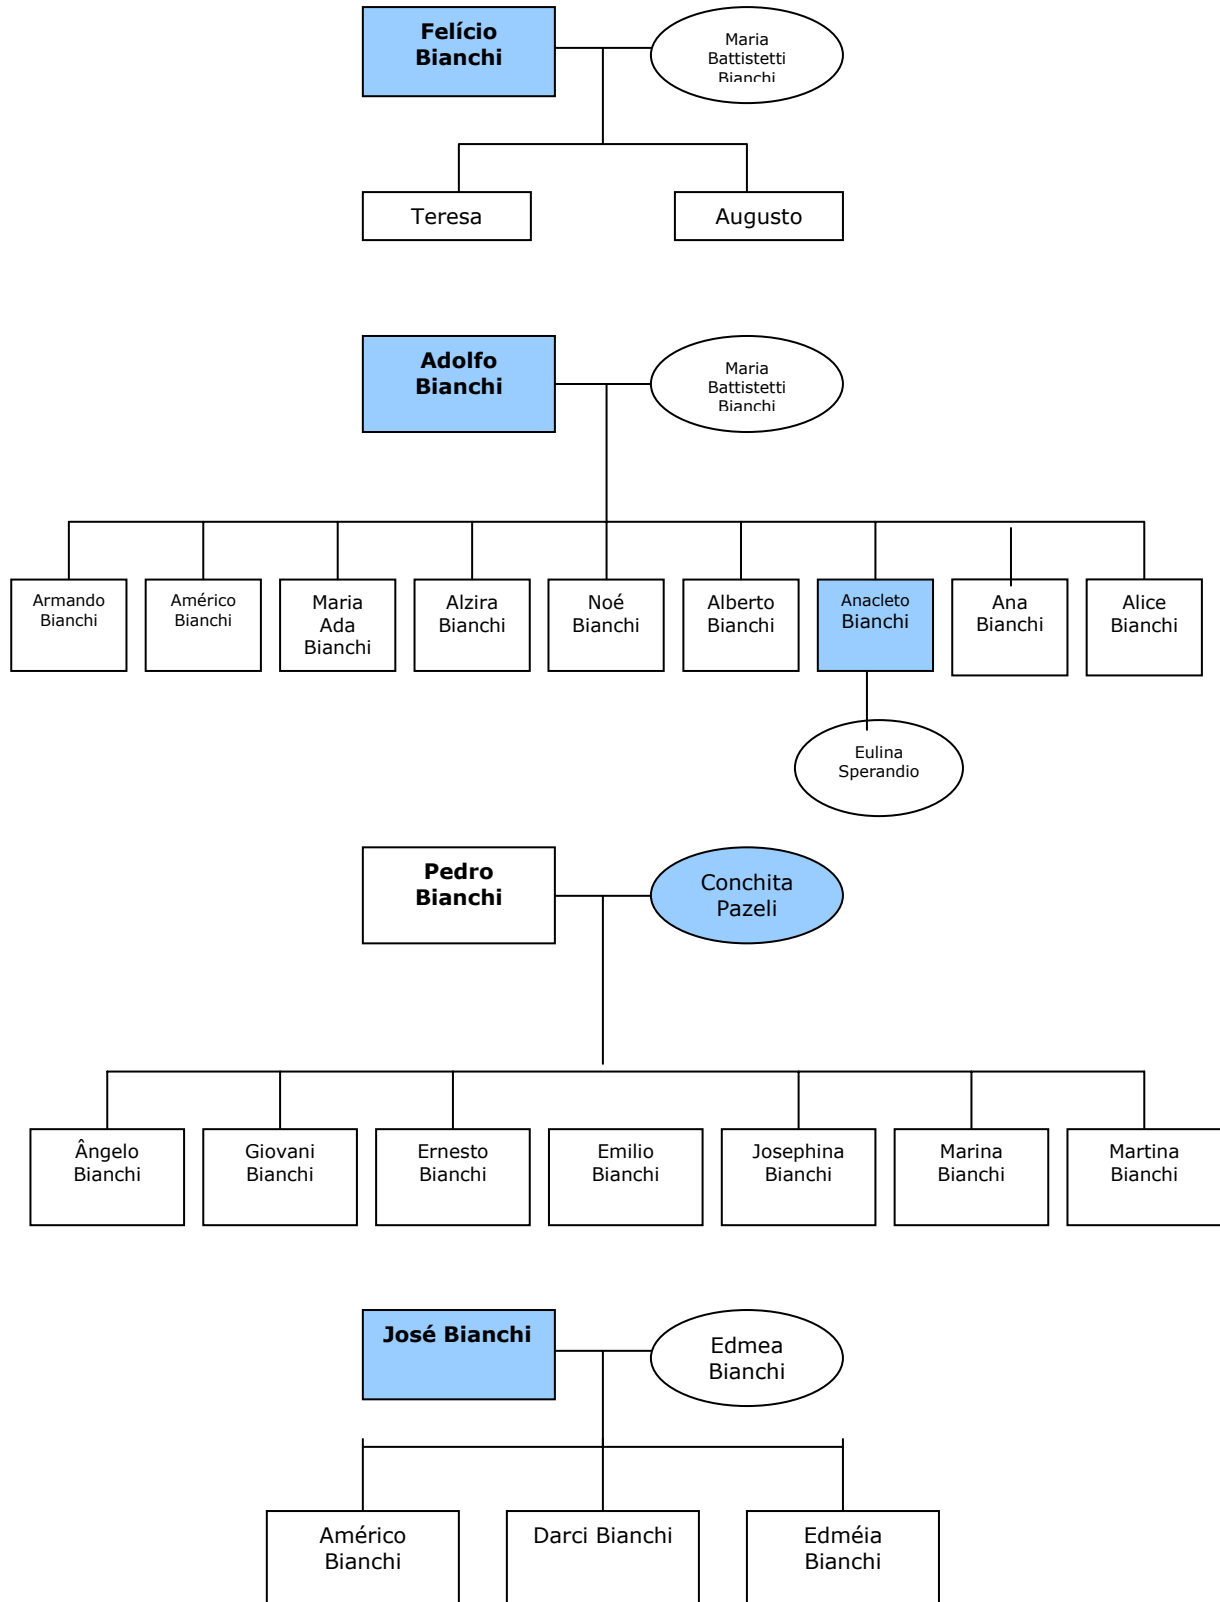 Felício
Bianchi
Maria
Battistetti
Bianchi
Teresa
Augusto
Adolfo
Bianchi
Maria
Battistetti
Bianchi
Armando
Bianchi
Américo
Bianchi
Maria
Ada
Bianchi
Alzira
Bianchi
Noé
Bianchi
Alberto
Bianchi
Anacleto
Bianchi
Ana
Bianchi
Alice
Bianchi
Eulina
Sperandio
Pedro
Bianchi
Conchita
Pazeli
Ângelo
Bianchi
Giovani
Bianchi
Ernesto
Bianchi
Emilio
Bianchi
Josephina
Bianchi
Marina
Bianchi
Martina
Bianchi
José Bianchi
Edmea
Bianchi
Américo
Bianchi
Darci Bianchi
Edméia
Bianchi